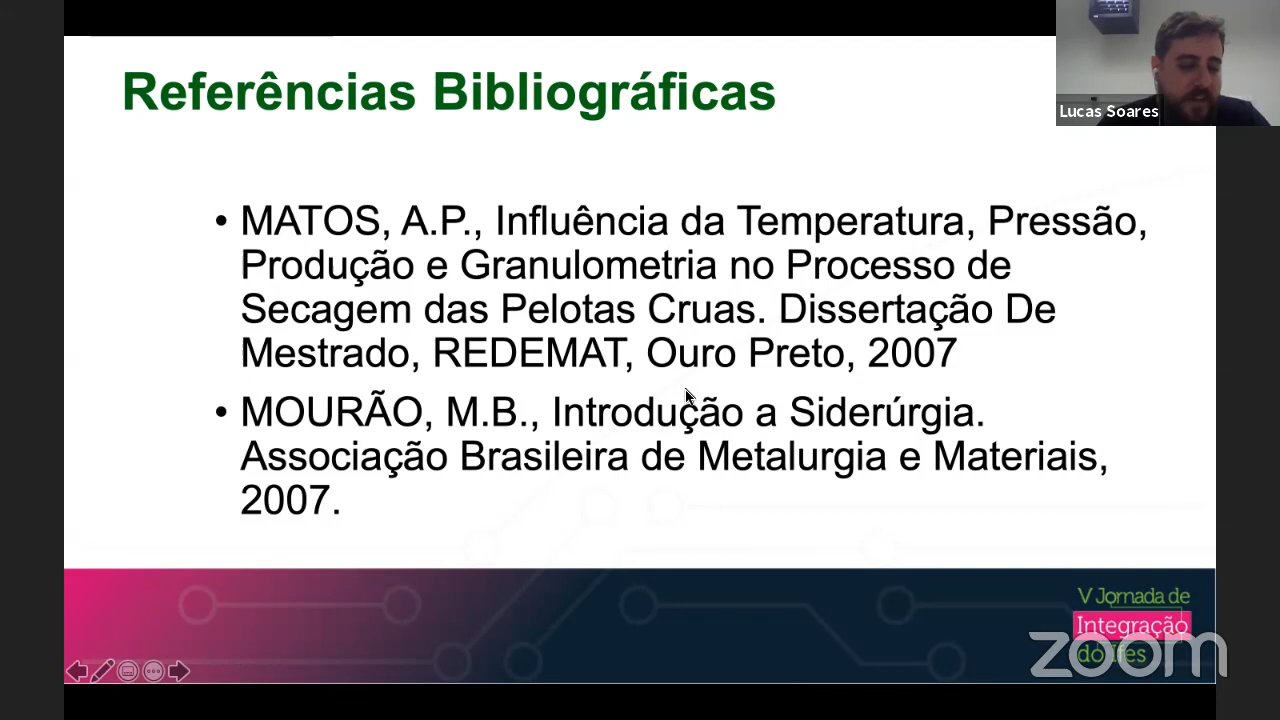 Referências Bibliográficas
Lucas Soares
• MATOS, A.P., Influência da Temperatura, Pressão,
Produção e Granulometria no Processo de
Secagem das Pelotas Cruas. Dissertação De
Mestrado, REDEMAT, Ouro Preto, 2007
• MOURÃO, M.B., Introdução a Siderúrgia.
Associação Brasileira de Metalurgia e Materiais,
2007.
V Jornada de
Integração
do Ifes
zoom